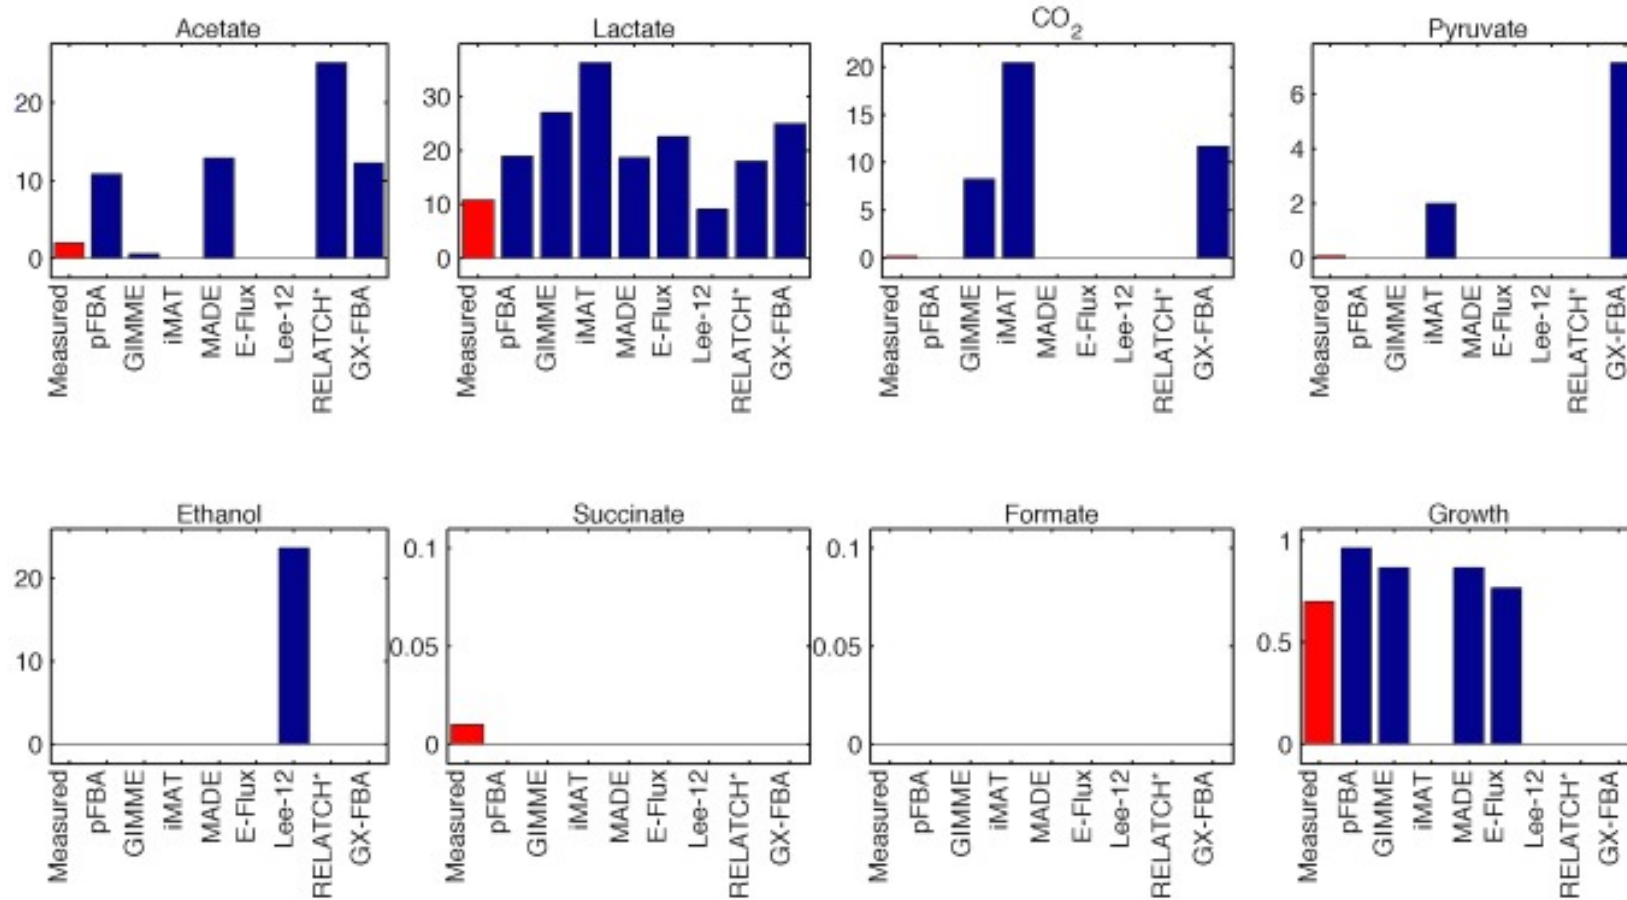 Acetate
20
10
0
Measured
pFBA
GIMME
iMAT
MADE
E-Flux
Lee-12
RELATCH*
GX-FBA
Lactate
30
20
10
0
Measured
pFBA
GIMME
iMAT
MADE
E-Flux
Lee-12
RELATCH*
GX-FBA
CO2
20
15
10
5
0
Measured
pFBA
GIMME
iMAT
MADE
E-Flux
Lee-12
RELATCH*
GX-FBA
Pyruvate
6
4
2
0
Measured
pFBA
GIMME
iMAT
MADE
E-Flux
Lee-12
RELATCH*
GX-FBA
Ethanol
20
10
0
Measured
pFBA
GIMME
iMAT
MADE
E-Flux
Lee-12
RELATCH*
GX-FBA
Succinate
0.1
0.05
0
Measured
pFBA
GIMME
iMAT
MADE
E-Flux
Lee-12
RELATCH*
GX-FBA
Formate
0.1
0.05
0
Measured
pFBA
GIMME
iMAT
MADE
E-Flux
Lee-12
RELATCH*
GX-FBA
Growth
1
0.5
0
Measured
pFBA
GIMME
iMAT
MADE
E-Flux
Lee-12
RELATCH*
GX-FBA